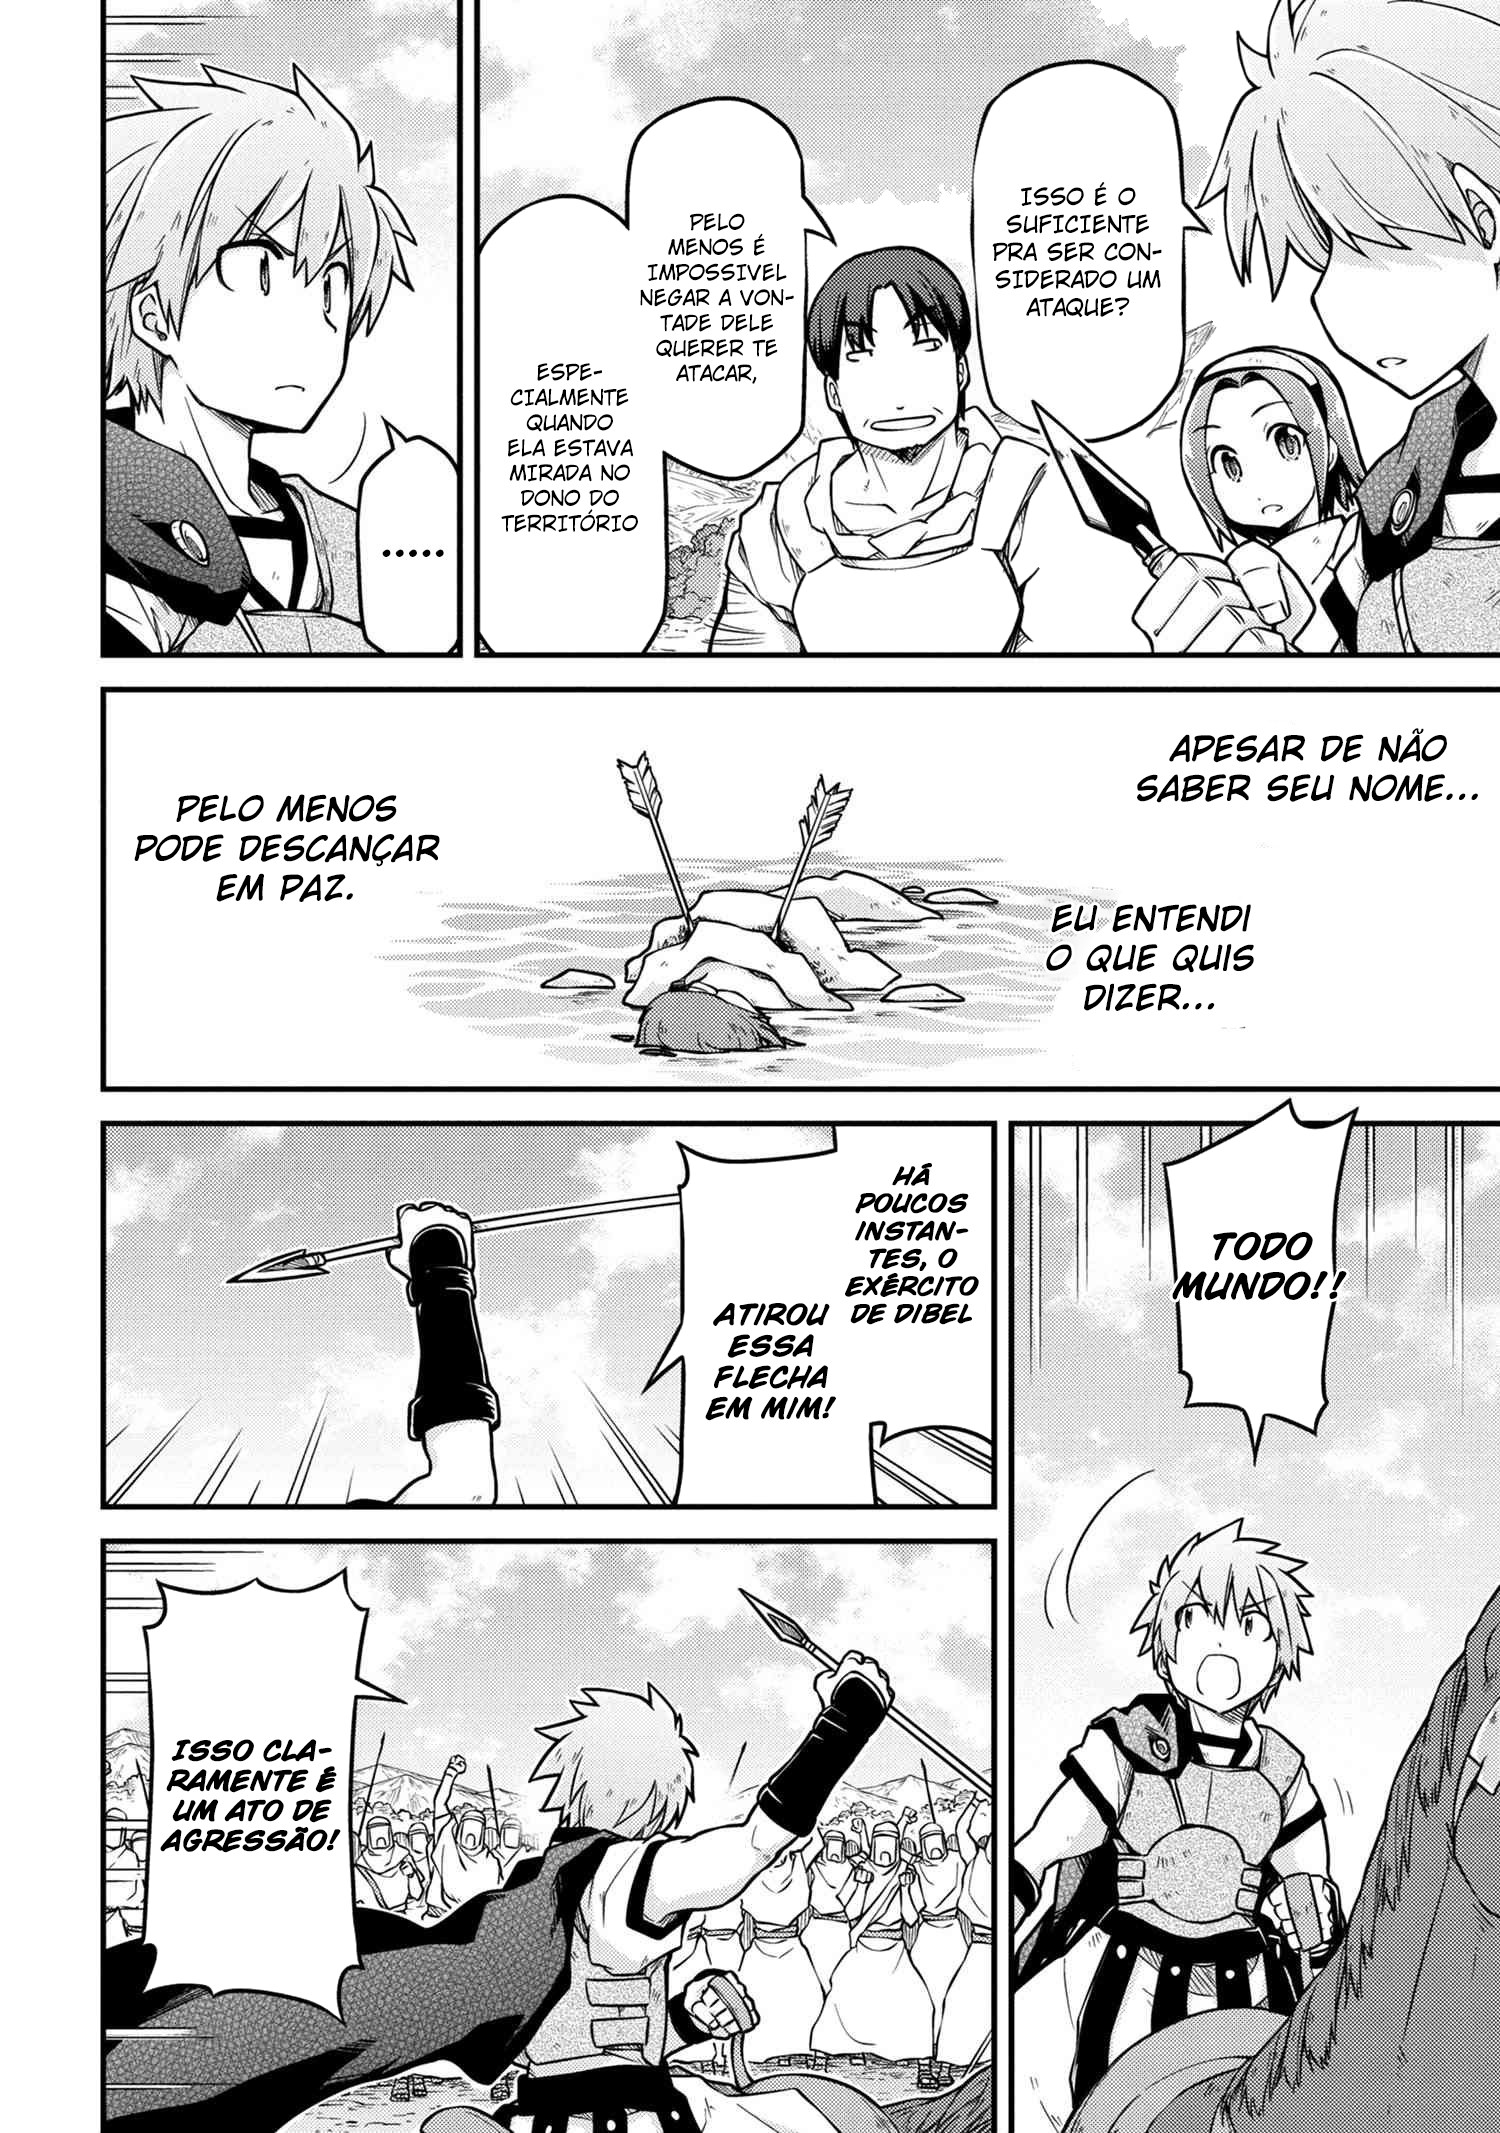 ISSO É O
SUFICIENTE
PRA SER CON-
SIDERADO UM
ATAQUE?
PELO
MENOS É
IMPOSSIVEL
NEGAR A VON-
TADE DELE
QUERER TE
ATACAR,
ESPE-
CIALMENTE
QUANDO
ELA ESTAVA
MIRADA NO
DONO DO
TERRITÓRIO
.....
APESAR DE NÃO
SABER SEU NOME...
EU ENTENDI
O QUE QUIS
DIZER...
PELO MENOS
PODE DESCANÇAR
EM PAZ.
TODO
MUNDO!!
HÁ
POUCOS
INSTAN-
TES, O
EXÉRCITO
DE DIBEL
ATIROU
ESSA
FLECHA
EM MIM!
ISSO CLA-
RAMENTE É
UM ATO DE
AGRESSÃO!